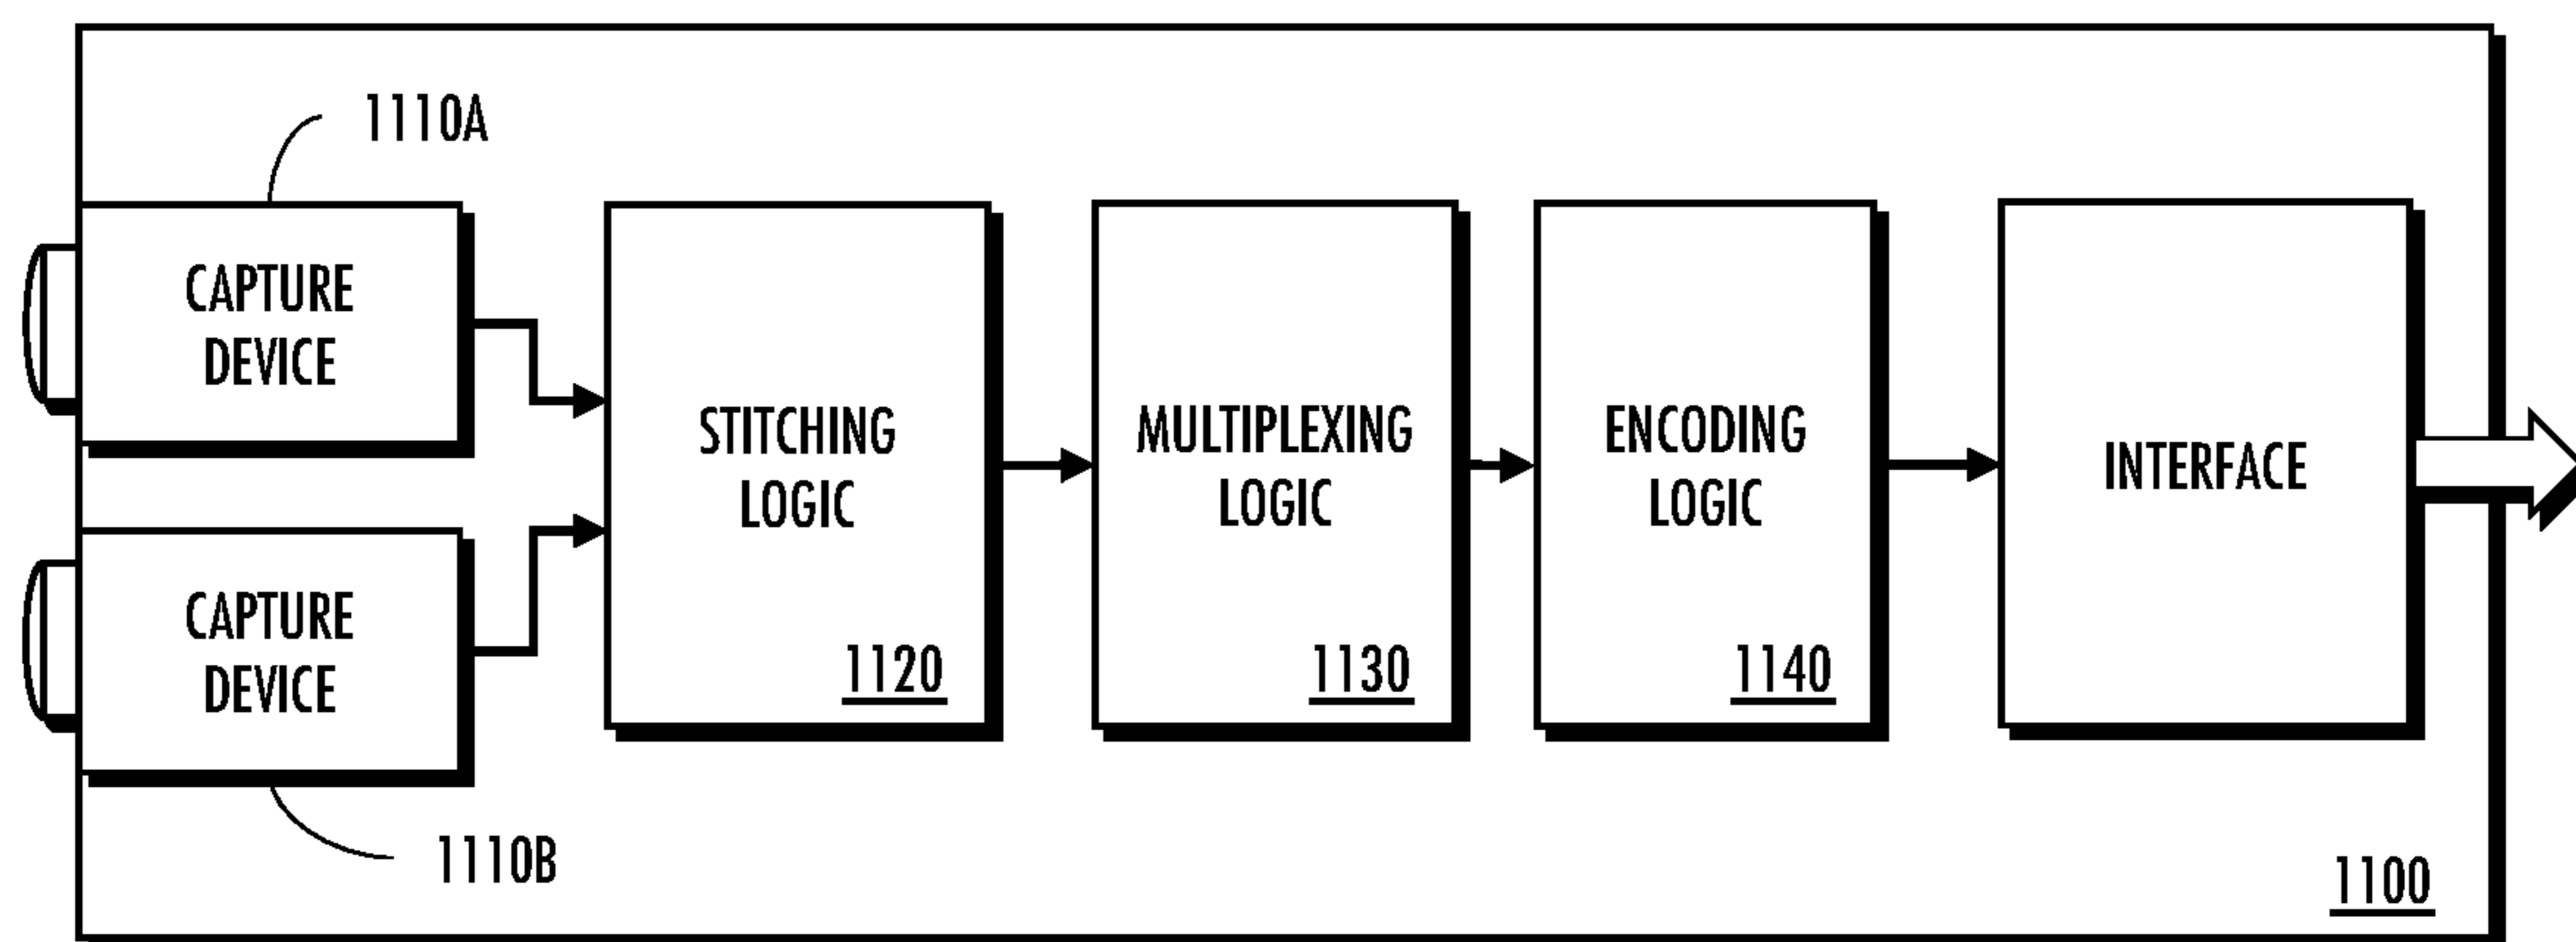 1110A
CAPTURE
DEVICE
CAPTURE
DEVICE
1110B
STITCHING
LOGIC
1120
MULTIPLEXING
LOGIC
1130
ENCODING
LOGIC
1140
INTERFACE
1100